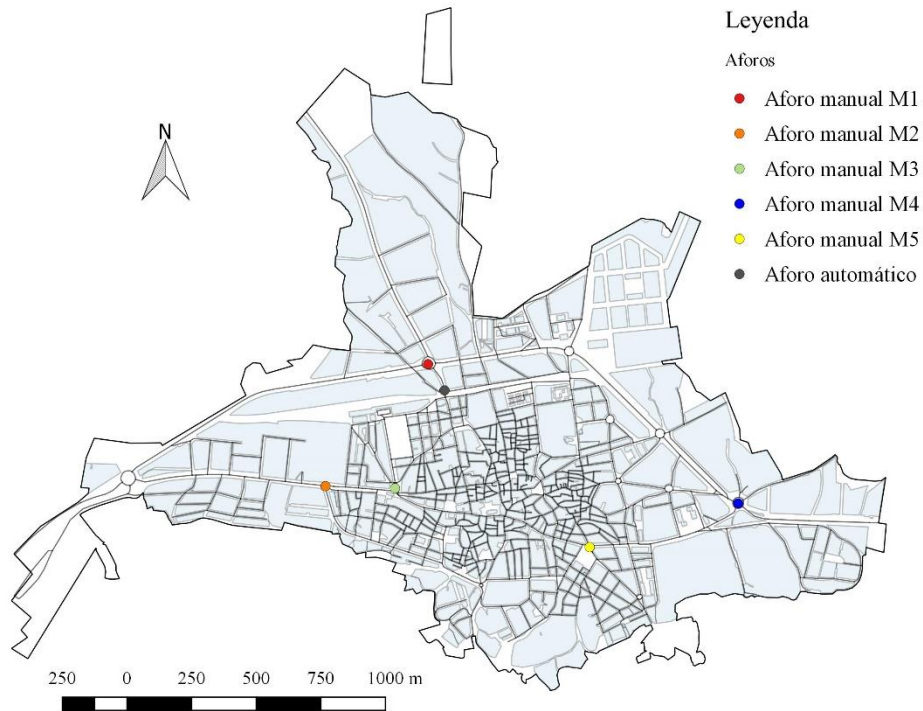 Leyenda
Aforos
Aforo manual M1
Aforo manual M2
Aforo manual M3
Aforo manual M4
Aforo manual M5
Aforo automático
N
250 0 250 500 750 1000 m